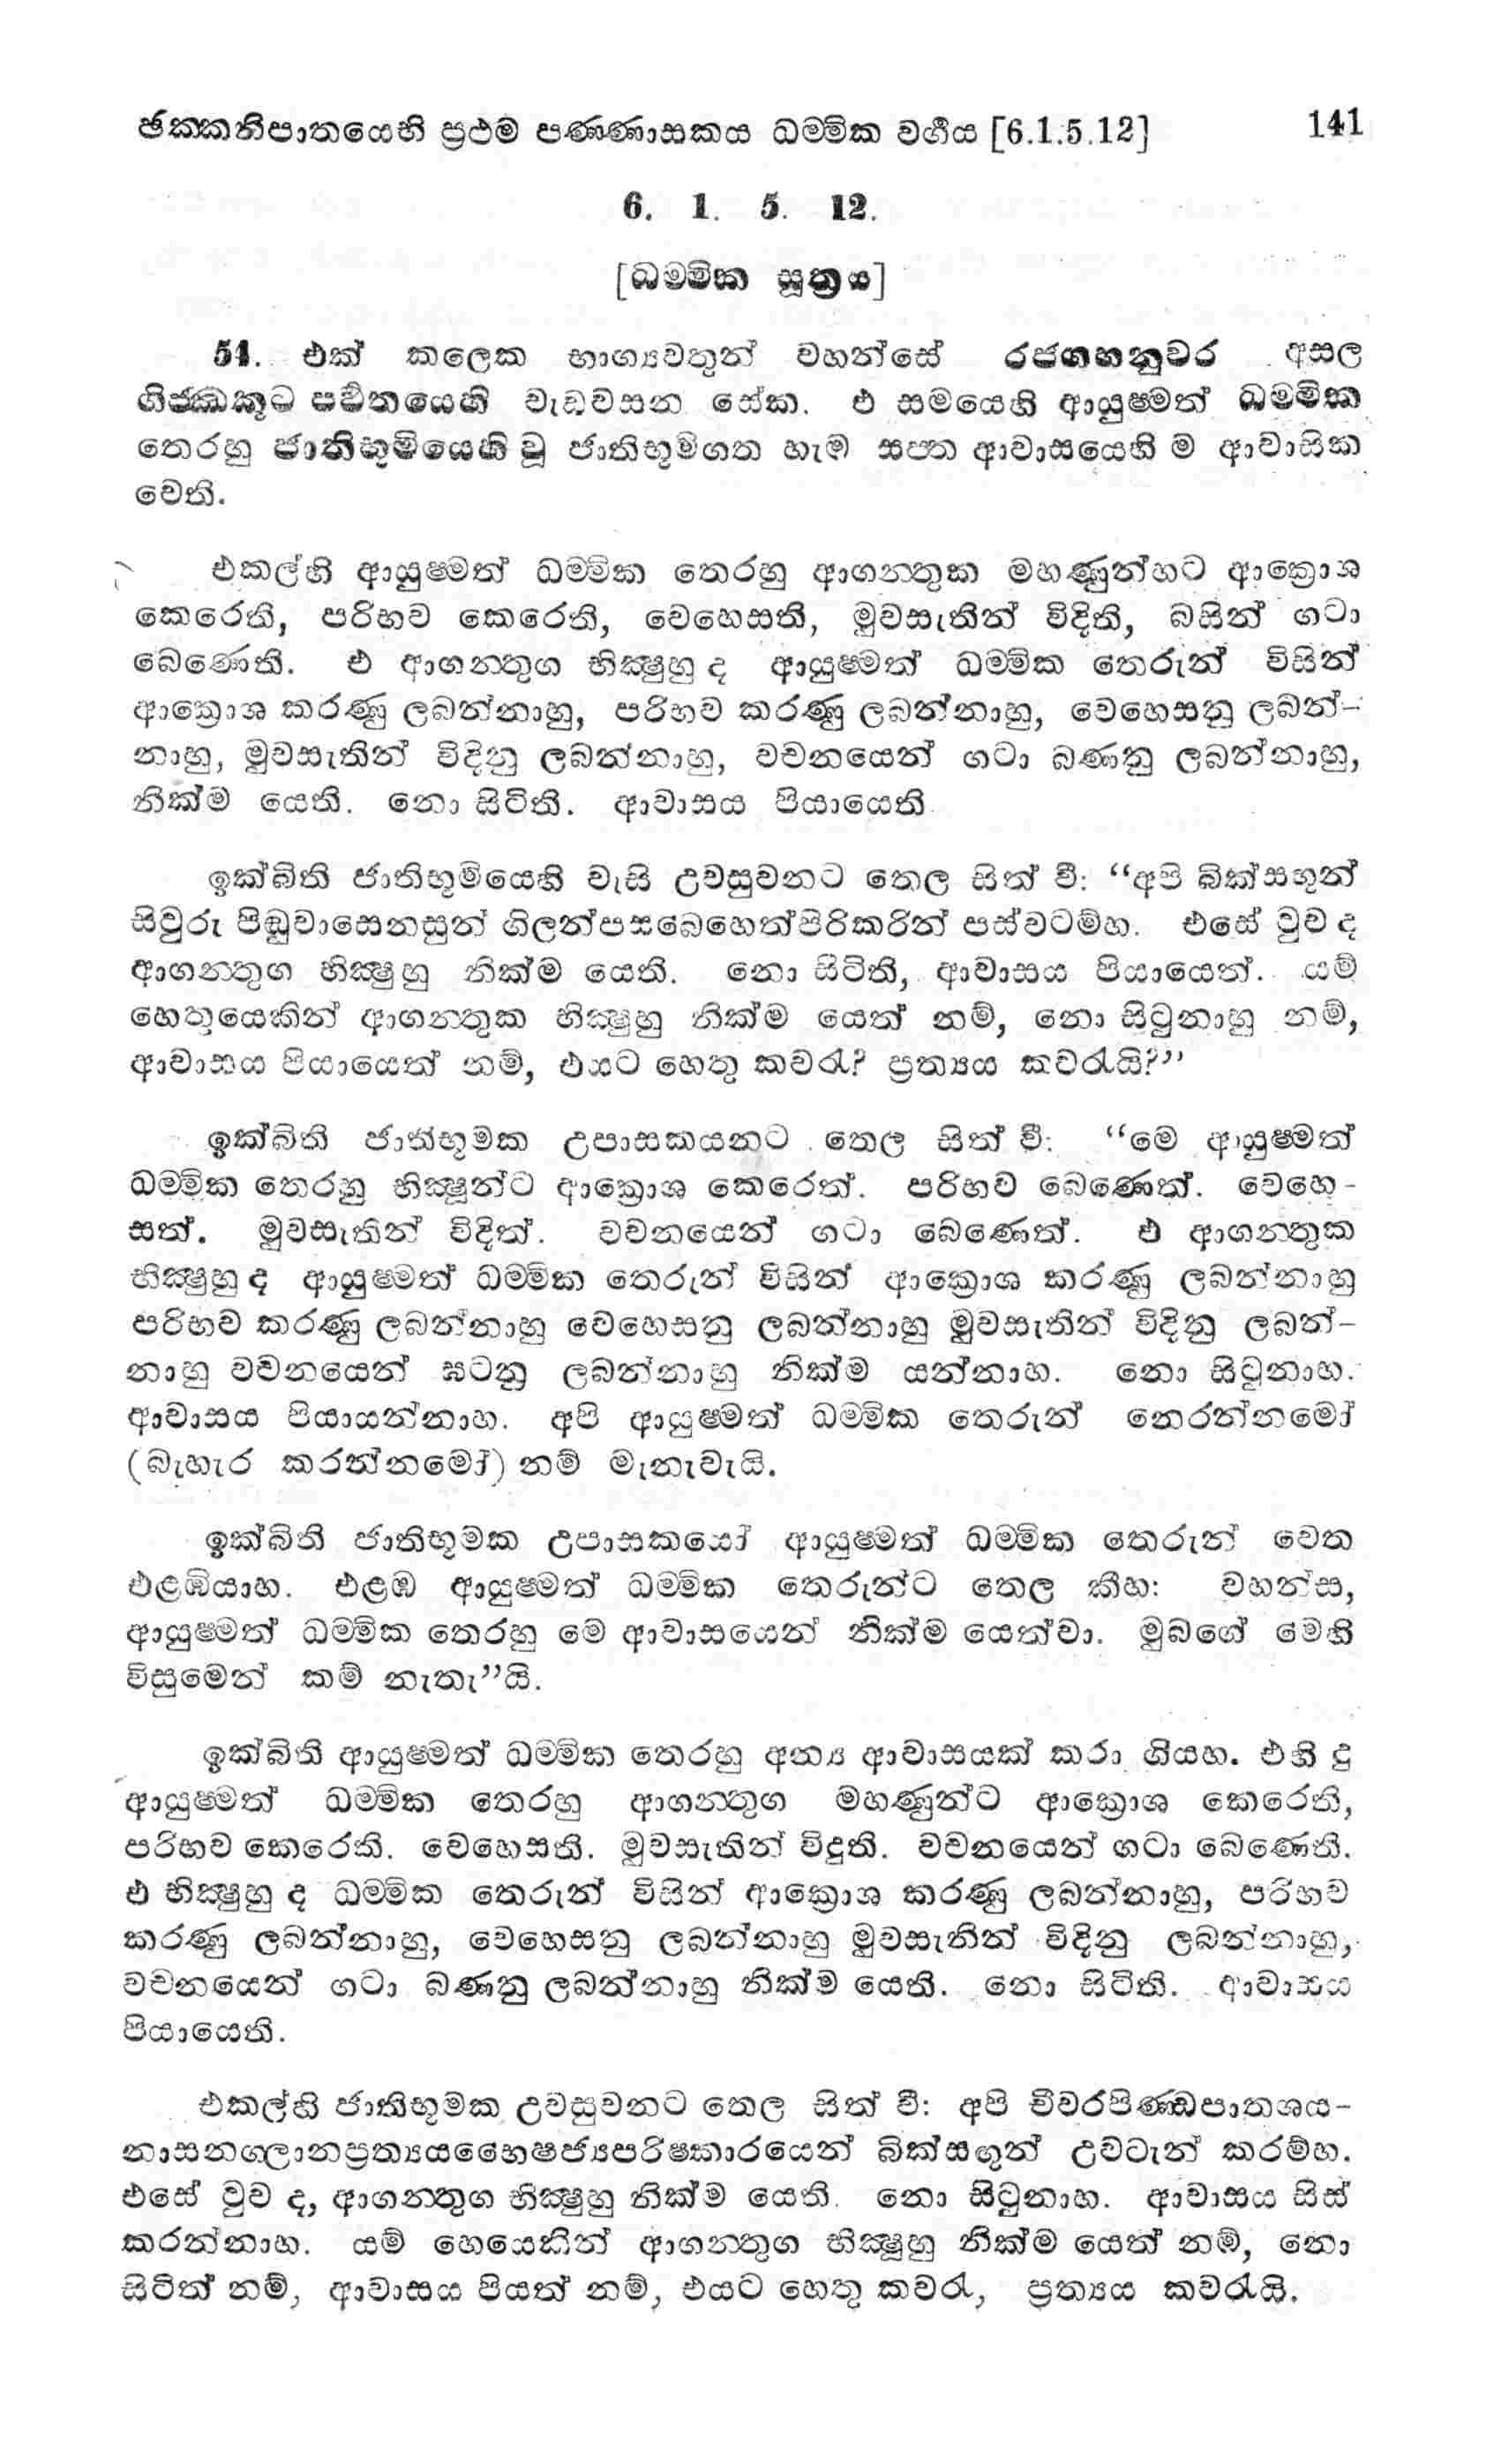 ඡක්කනිපාතයෙහි ප්‍රථම පණ්ණාසකය ධම්මික වර්‍ගය [6.1.5.12] 141
6. 1. 5. 12.
[ධම්මික සූත්‍රය]
54. එක් කලෙක භාග්‍යවතුන් වහන්සේ රජගහනුවර අසල
ගිජ්ඣකූට පර්‍වතයෙහි වැඩවසන සේක. එ සමයෙහි ආයුෂ්මත් ධම්මික
තෙරහු ජාතිභූමියෙහි වූ ජාතිභූමිගත හැම සප්ත ආවාසයෙහි ම ආවාසික
වෙති.
එකල්හි ආයුෂ්මත් ධම්මික තෙරහු ආගන්තුක මහණුන්හට ආක්‍රොශ
කෙරෙති, පරිභව කෙරෙති, වෙහෙසති, මුවසැතින් විදිති, බසින් ගටා
බෙණෙති. එ ආගන්තුග භික්‍ෂුහු ද ආයුෂ්මත් ධම්මික තෙරුන් විසින්
ආක්‍රොශ කරණු ලබන්නාහු, පරිභව කරණු ලබන්නාහු, වෙහෙසනු ලබන්-
නාහු, මුවසැතින් විදිනු ලබන්නාහු, වචනයෙන් ගටා බණනු ලබන්නාහු,
නික්ම යෙති. නො සිටිති. ආවාසය පියායෙති
ඉක්බිති ජාතිභූමියෙහි වැසි උවසුවනට තෙල සිත් වී: “අපි බික්සඟුන්
සිවුරු පිඬුවාසෙනසුන් ගිලන්පසබෙහෙත්පිරිකරින් පස්වටම්හ. එසේ වුව ද
ආගන්තුග භික්‍ෂුහු නික්ම යෙති. නො සිටිති, ආවාසය පියායෙත්. යම්
හෙතුයෙකින් ආගන්තුක භික්‍ෂුහු නික්ම යෙත් නම්, නො සිටුනාහු නම්,
ආවාසය පියායෙත් නම්, එයට හෙතු කවරැ? ප්‍රත්‍යය කවරැයි?”
ඉක්බිති ජාතිභූමක උපාසකයනට තෙල සිත් වී: “මෙ ආයුෂ්මත්
ධම්මික තෙරහු භික්‍ෂූන්ට ආක්‍රොශ කෙරෙත්. පරිභව බෙණෙත්. වෙහෙ-
සත්. මුවසැතින් විදිත්. වචනයෙන් ගටා බෙණෙත්. එ ආගන්තුක
භික්‍ෂුහු ද ආයුෂ්මත් ධම්මික තෙරුන් විසින් ආක්‍රොශ කරණු ලබන්නාහු
පරිභව කරණු ලබන්නාහු වෙහෙසනු ලබන්නාහු මුවසැතින් විදිනු ලබන්-
නාහු වචනයෙන් ඝටනු ලබන්නාහු නික්ම යන්නාහ. නො සිටුනාහ.
ආවාසය පියායන්නාහ. අපි ආයුෂ්මත් ධම්මික තෙරුන් නෙරන්නමෝ
(බැහැර කරන්නමෝ) නම් මැනැවැයි.
ඉක්බිති ජාතිභූමක උපාසකයෝ ආයුෂ්මත් ධම්මික තෙරුන් වෙත
එළඹියාහ. එළඹ ආයුෂ්මත් ධම්මික තෙරුන්ට තෙල කීහ: වහන්ස,
ආයුෂ්මත් ධම්මික තෙරහු මෙ ආවාසයෙන් නික්ම යෙත්වා. මුබගේ මෙහි
විසුමෙන් කම් නැතැ”යි.
ඉක්බිති ආයුෂ්මත් ධම්මික තෙරහු අන්‍ය ආවාසයක් කරා ගියහ. එහි දු
ආයුෂ්මත් ධම්මික තෙරහු ආගන්තුග මහණුන්ට ආක්‍රොශ කෙරෙති,
පරිභව කෙරෙති. වෙහෙසති. මුවසැතින් විදුති. වචනයෙන් ගටා බෙණෙති.
එ භික්‍ෂුහු ද ධම්මික තෙරුන් විසින් ආක්‍රොශ කරණු ලබන්නාහු, පරිභව
කරණු ලබන්නාහු, වෙහෙසනු ලබන්නාහු මුවසැතින් විදිනු ලබන්නාහු,
වචනයෙන් ගටා බණනු ලබන්නාහු නික්ම යෙති. නො සිටිති. ආවාසය
පියායෙති.
එකල්හි ජාතිභූමක උවසුවනට තෙල සිත් වී: අපි චීවරපිණ්ඩපාතශය-
නාසනගලානප්‍රත්‍යයභෛෂජ්‍යපරිෂ්කාරයෙන් බික්සඟුන් උවටැන් කරම්හ.
එසේ වුව ද, ආගන්තුග භික්‍ෂුහු නික්ම යෙති. නො සිටුනාහ. ආවාසය සිස්
කරන්නාහ. යම් හෙයෙකින් ආගන්තුග භික්‍ෂුහු නික්ම යෙත් නම්, නො
සිටිත් නම්, ආවාසය පියත් නම්, එයට හෙතු කවරැ, ප්‍රත්‍යය කවරැයි.